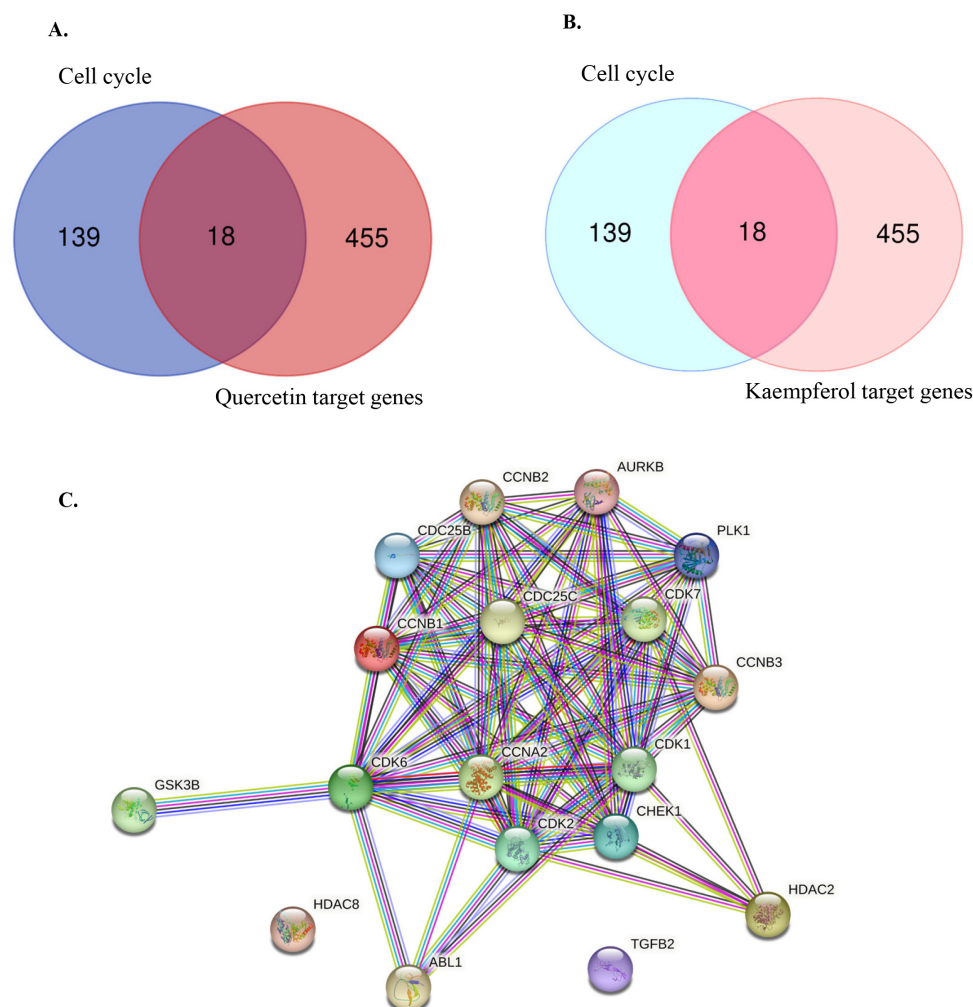 A.
B.
Cell cycle
Cell cycle
139 18 455
139 18 455
Quercetin target genes
Kaempferol target genes
C.
CCNB2
AURKB
CDC25B
PLK1
CDC25C
CDK7
CCNB1
CCNB3
CDK6
CCNA2
CDK1
GSK3B
CDK2
CHEK1
HDAC2
HDAC8
TGFB2
ABL1